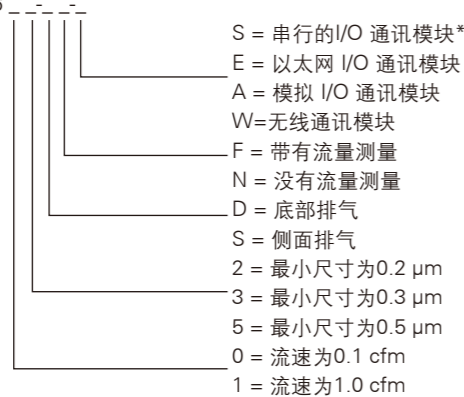 _ _-_ _-_
S = 串行的I/O 通讯模块*
E = 以太网 I/O 通讯模块
A = 模拟 I/O 通讯模块
W=无线通讯模块
F = 带有流量测量
N = 没有流量测量
D = 底部排气
S = 侧面排气
2 = 最小尺寸为0.2 µm
3 = 最小尺寸为0.3 µm
5 = 最小尺寸为0.5 µm
0 = 流速为0.1 cfm
1 = 流速为1.0 cfm